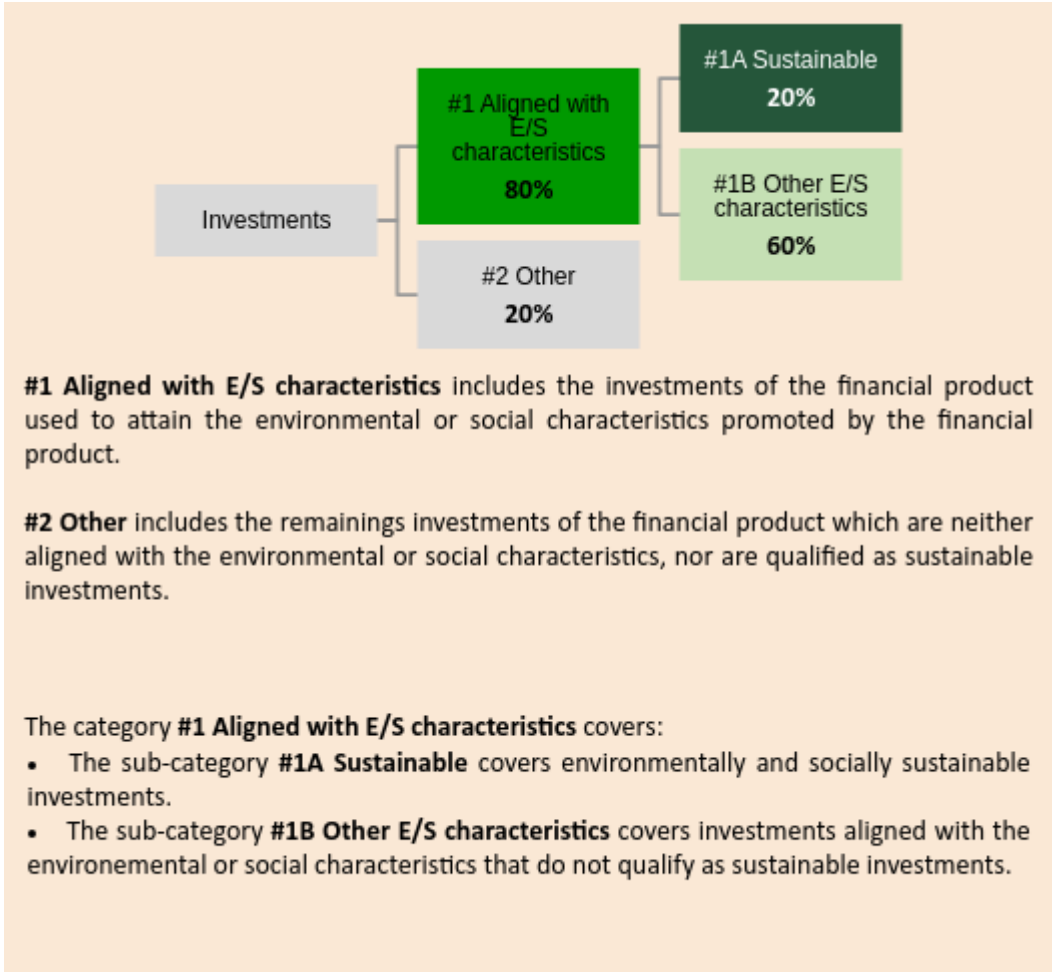 #1A Sustainable
20%
#1 Aligned with
E/S
characteristics
80%
#1B Other E/S
characteristics
60%
Investments
#2 Other
20%
#1 Aligned with E/S characteristics includes the investments of the financial product
used to attain the environmental or social characteristics promoted by the financial
product.
#2 Other includes the remainings investments of the financial product which are neither
aligned with the environmental or social characteristics, nor are qualified as sustainable
investments.
The category #1 Aligned with E/S characteristics covers:
• The sub-category #1A Sustainable covers environmentally and socially sustainable
investments.
• The sub-category #1B Other E/S characteristics covers investments aligned with the
environemental or social characteristics that do not qualify as sustainable investments.